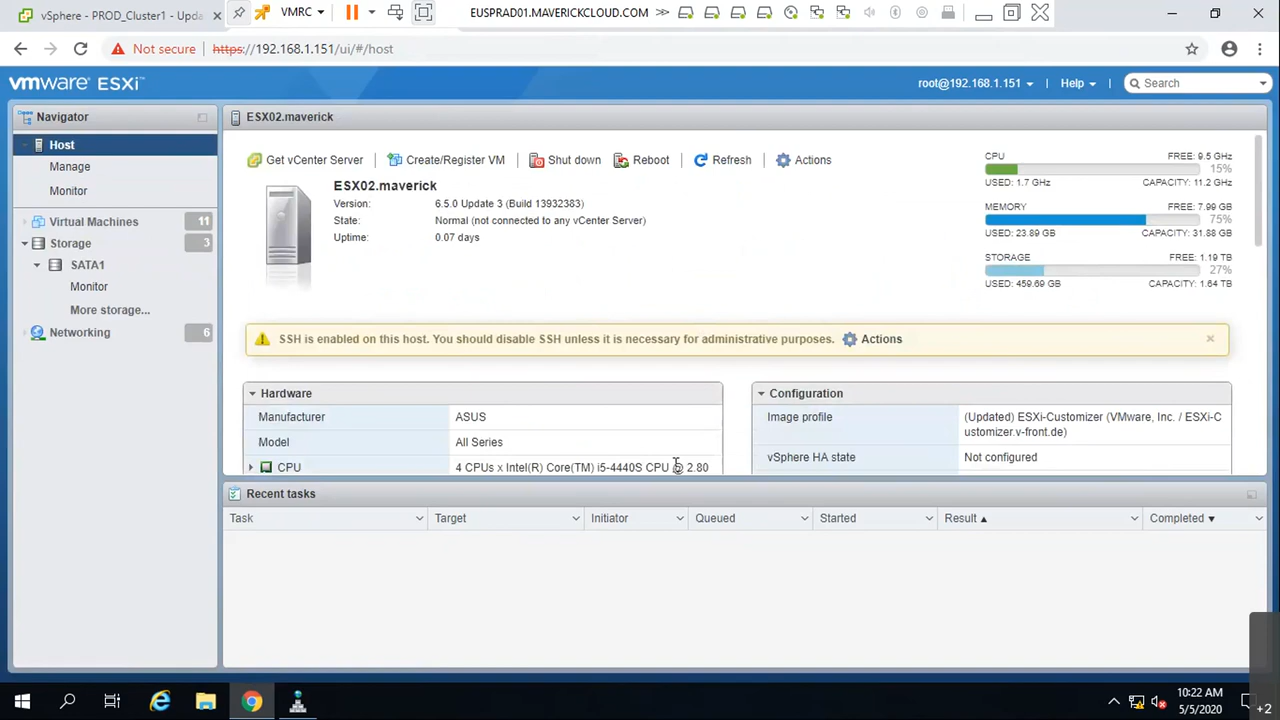 vSphere - PROD_Cluster1 - Upda
VMRC
EUSPRAD01.MAVERICKCLOUD.COM
Not secure
https://192.168.1.151/ui/#/host
vmware ESXi™
root@192.168.1.151
Help
Search
Navigator
Host
Manage
Monitor
Virtual Machines
11
Storage
3
SATA1
Monitor
More storage...
Networking
6
ESX02.maverick
Get vCenter Server
Create/Register VM
Shut down
Reboot
Refresh
Actions
ESX02.maverick
Version:
6.5.0 Update 3 (Build 13932383)
State:
Normal (not connected to any vCenter Server)
Uptime:
0.07 days
CPU
FREE: 9.5 GHz
15%
USED: 1.7 GHz
CAPACITY: 11.2 GHz
MEMORY
FREE: 7.99 GB
75%
USED: 23.89 GB
CAPACITY: 31.88 GB
STORAGE
FREE: 1.19 TB
27%
USED: 459.69 GB
CAPACITY: 1.64 TB
SSH is enabled on this host. You should disable SSH unless it is necessary for administrative purposes.
Actions
Hardware
Manufacturer
ASUS
Model
All Series
CPU
4 CPUs x Intel(R) Core(TM) i5-4440S CPU @ 2.80
Configuration
Image profile
(Updated) ESXi-Customizer (VMware, Inc. / ESXi-C
ustomizer.v-front.de)
vSphere HA state
Not configured
Recent tasks
Task
Target
Initiator
Queued
Started
Result
Completed
10:22 AM
5/5/2020
+2